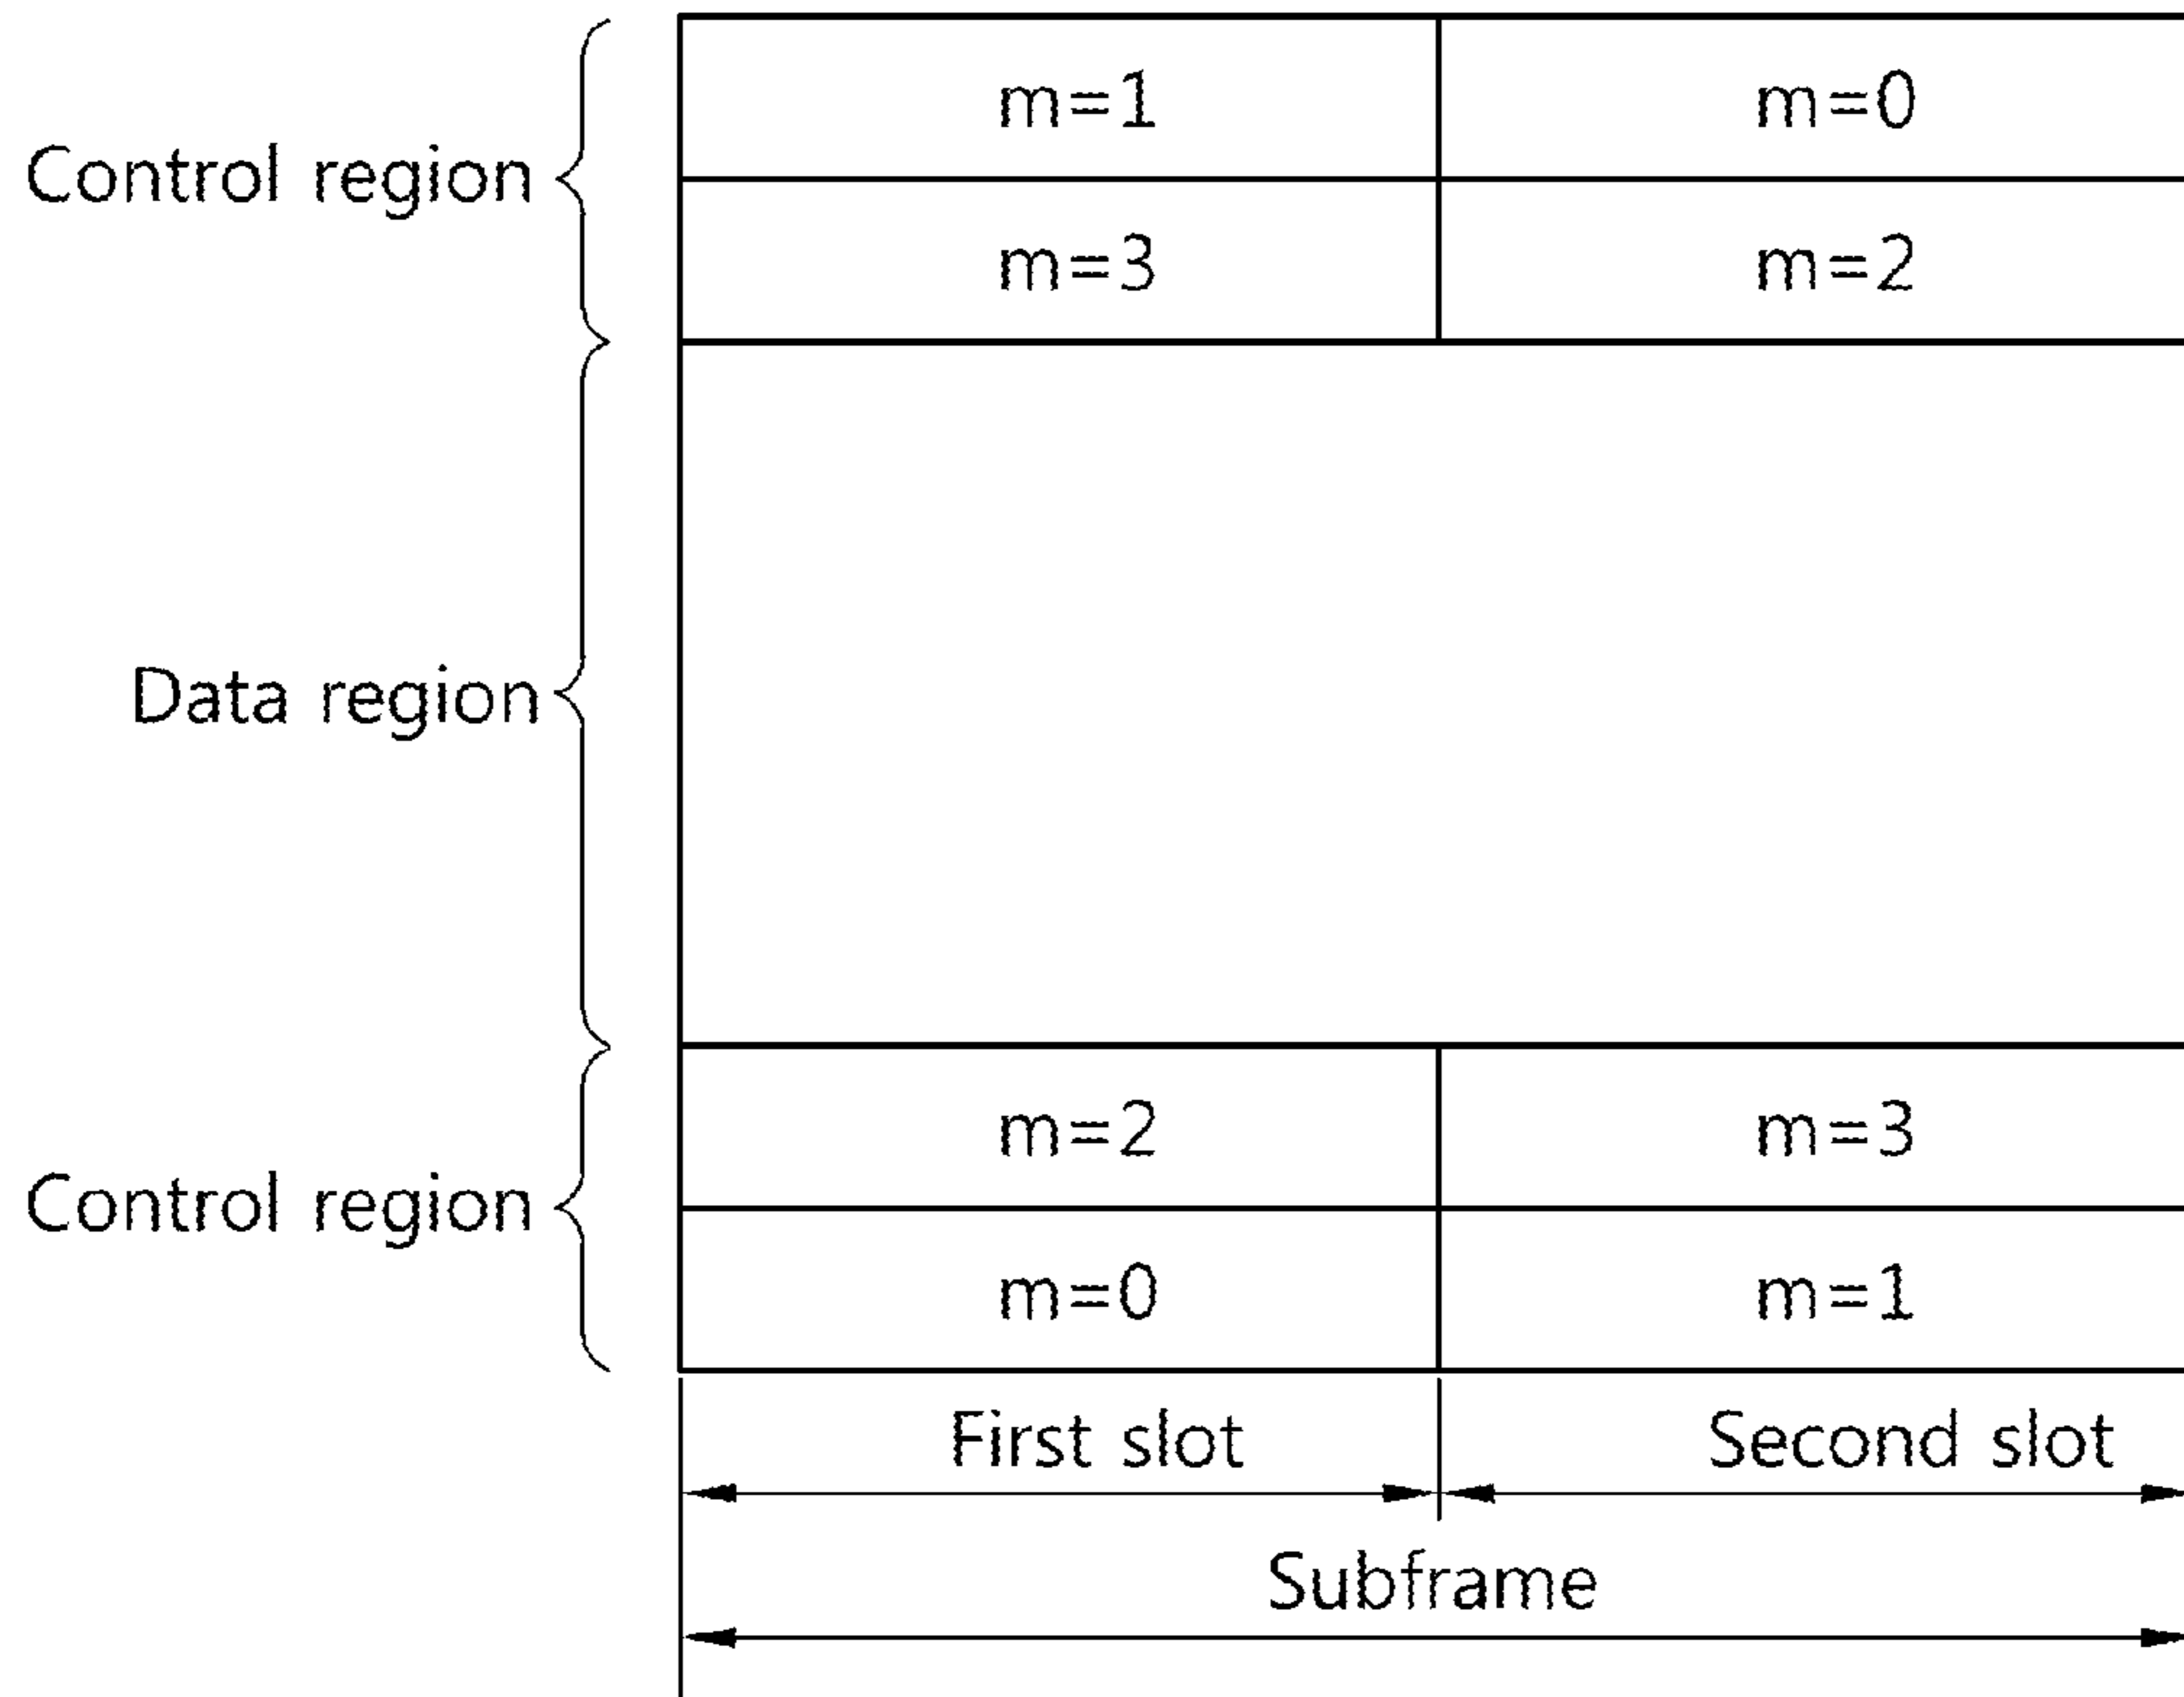 m=1 m=0
Control region
m=3 m=2
Data region
m=2 m=3
Control region
m=0 m=1
First slot Second slot
Subframe